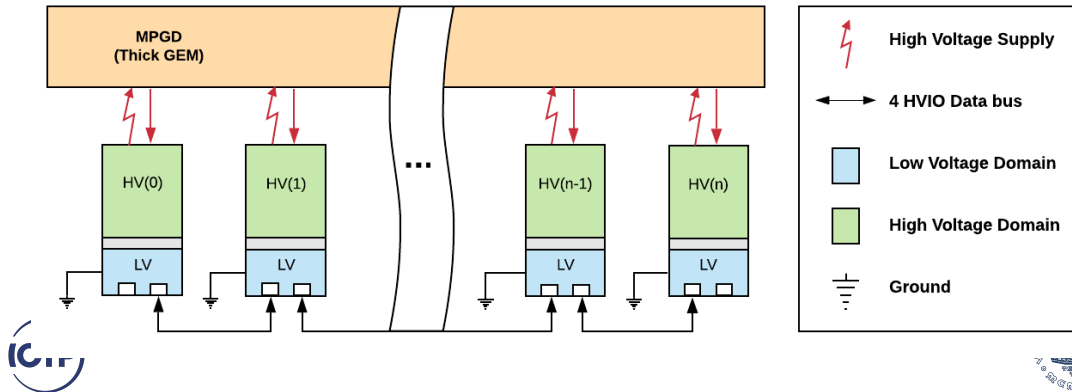 MPGD
(Thick GEM)
High Voltage Supply
4 HVIO Data bus
Low Voltage Domain
High Voltage Domain
Ground
HV(0)
HV(1)
...
HV(n-1)
HV(n)
LV
LV
LV
LV